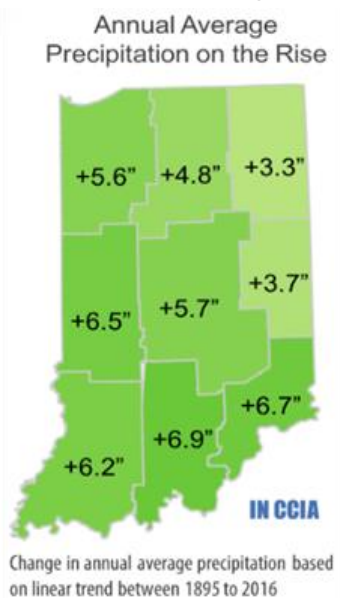 Annual Average
Precipitation on the Rise
+5.6”
+4.8”
+3.3”
+6.5”
+5.7”
+3.7”
+6.2”
+6.9”
+6.7”
IN CCIA
Change in annual average precipitation based
on linear trend between 1895 to 2016